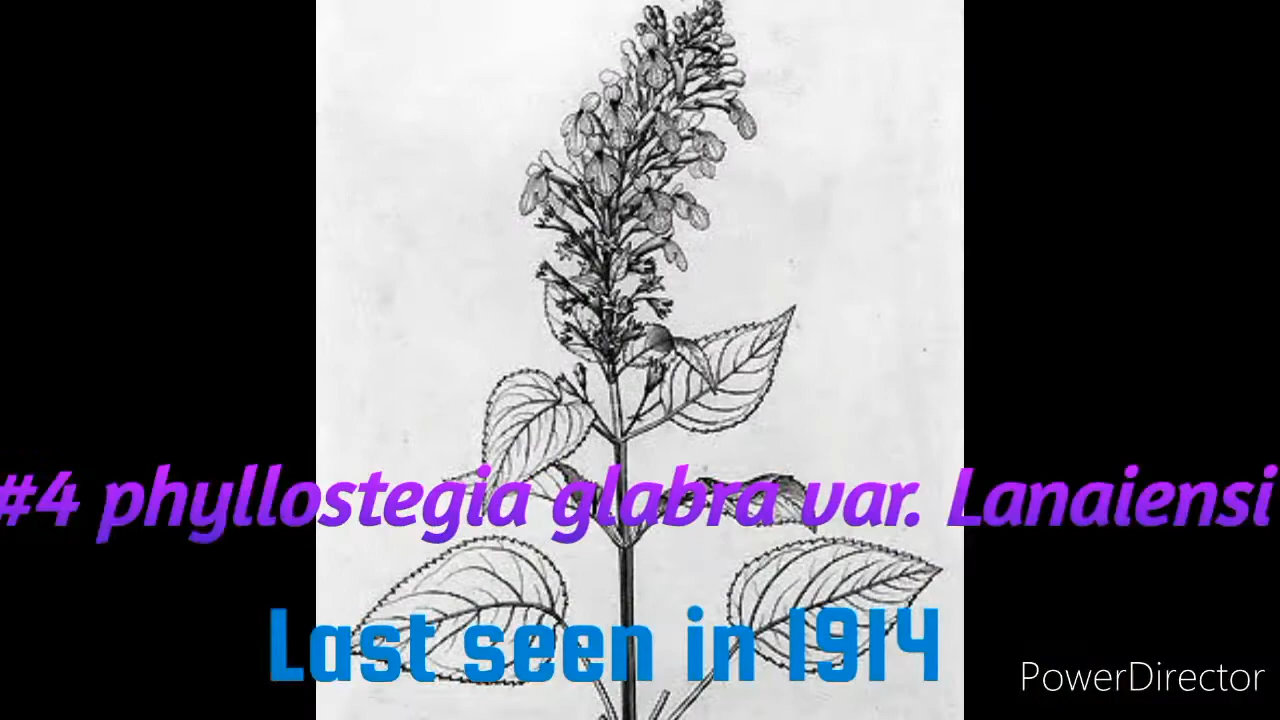 #4 phyllostegia glabra var. Lanaiensi
Last seen in 1914
PowerDirector